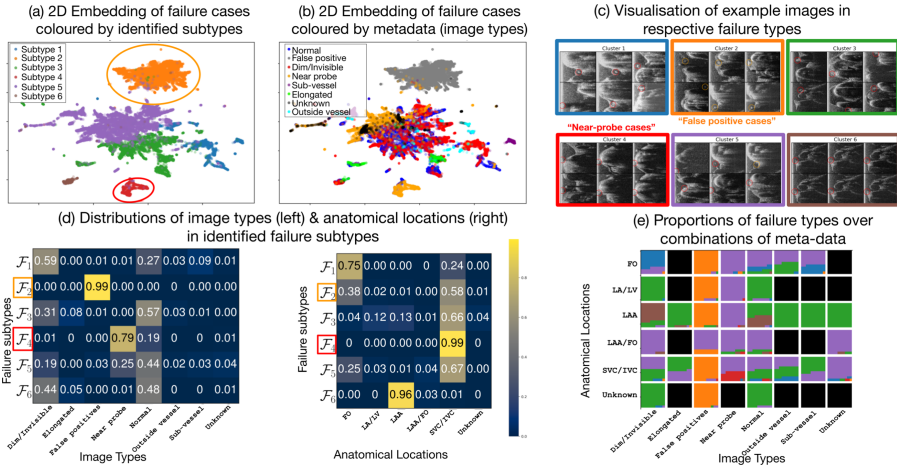 (a) 2D Embedding of failure cases
coloured by identified subtypes
Subtype 1
Subtype 2
Subtype 3
Subtype 4
Subtype 5
Subtype 6
(b) 2D Embedding of failure cases
coloured by metadata (image types)
Normal
False positive
Dim/Invisible
Near probe
Sub-vessel
Elongated
Unknown
Outside vessel
(c) Visualisation of example images in
respective failure types
Cluster 1
Cluster 2
Cluster 3
"Near-probe cases"
"False positive cases"
Cluster 4
Cluster 5
Cluster 6
(d) Distributions of image types (left) & anatomical locations (right)
in identified failure subtypes
Failure subtypes
F1 0.59 0.00 0.01 0.01 0.27 0.03 0.09 0.01
F2 0.00 0.00 0.99 0 0.00 0 0.00 0.00
F3 0.31 0.08 0.01 0.00 0.57 0.03 0.01 0.00
F4 0.01 0 0.00 0.79 0.19 0 0 0.01
F5 0.19 0.00 0.03 0.25 0.44 0.02 0.03 0.04
F6 0.44 0.05 0.01 0.00 0.48 0 0 0.01
Dim/Invisible
Elongated
False positives
Near probe
Normal
Outside vessel
Sub-vessel
Unknown
Image Types
Failure subtypes
F1 0.75 0.00 0.00 0 0.24 0.00
F2 0.38 0.02 0.01 0 0.58 0.01
F3 0.04 0.12 0.13 0.01 0.66 0.04
F4 0 0.00 0.00 0 0.99 0.00
F5 0.25 0.03 0.01 0.04 0.67 0.00
F6 0 0.00 0.96 0.03 0.01 0
FO
LA/LV
LAA
LAA/FO
SVC/IVC
Unknown
Anatomical Locations
(e) Proportions of failure types over
combinations of meta-data
Anatomical Locations
FO
LA/LV
LAA
LAA/FO
SVC/IVC
Unknown
Dim/Invisible
Elongated
False positives
Near probe
Normal
Outside vessel
Sub-vessel
Unknown
Image Types